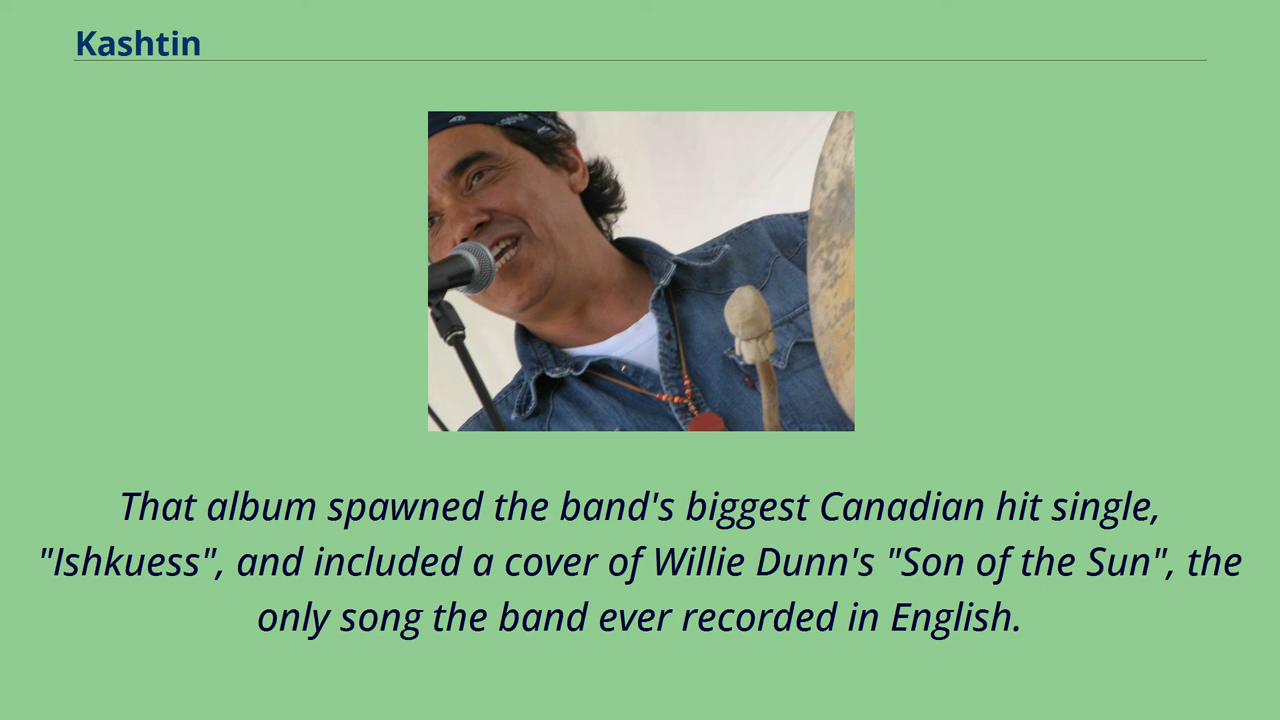 Kashtin
That album spawned the band's biggest Canadian hit single,
"Ishkuess", and included a cover of Willie Dunn's "Son of the Sun", the
only song the band ever recorded in English.